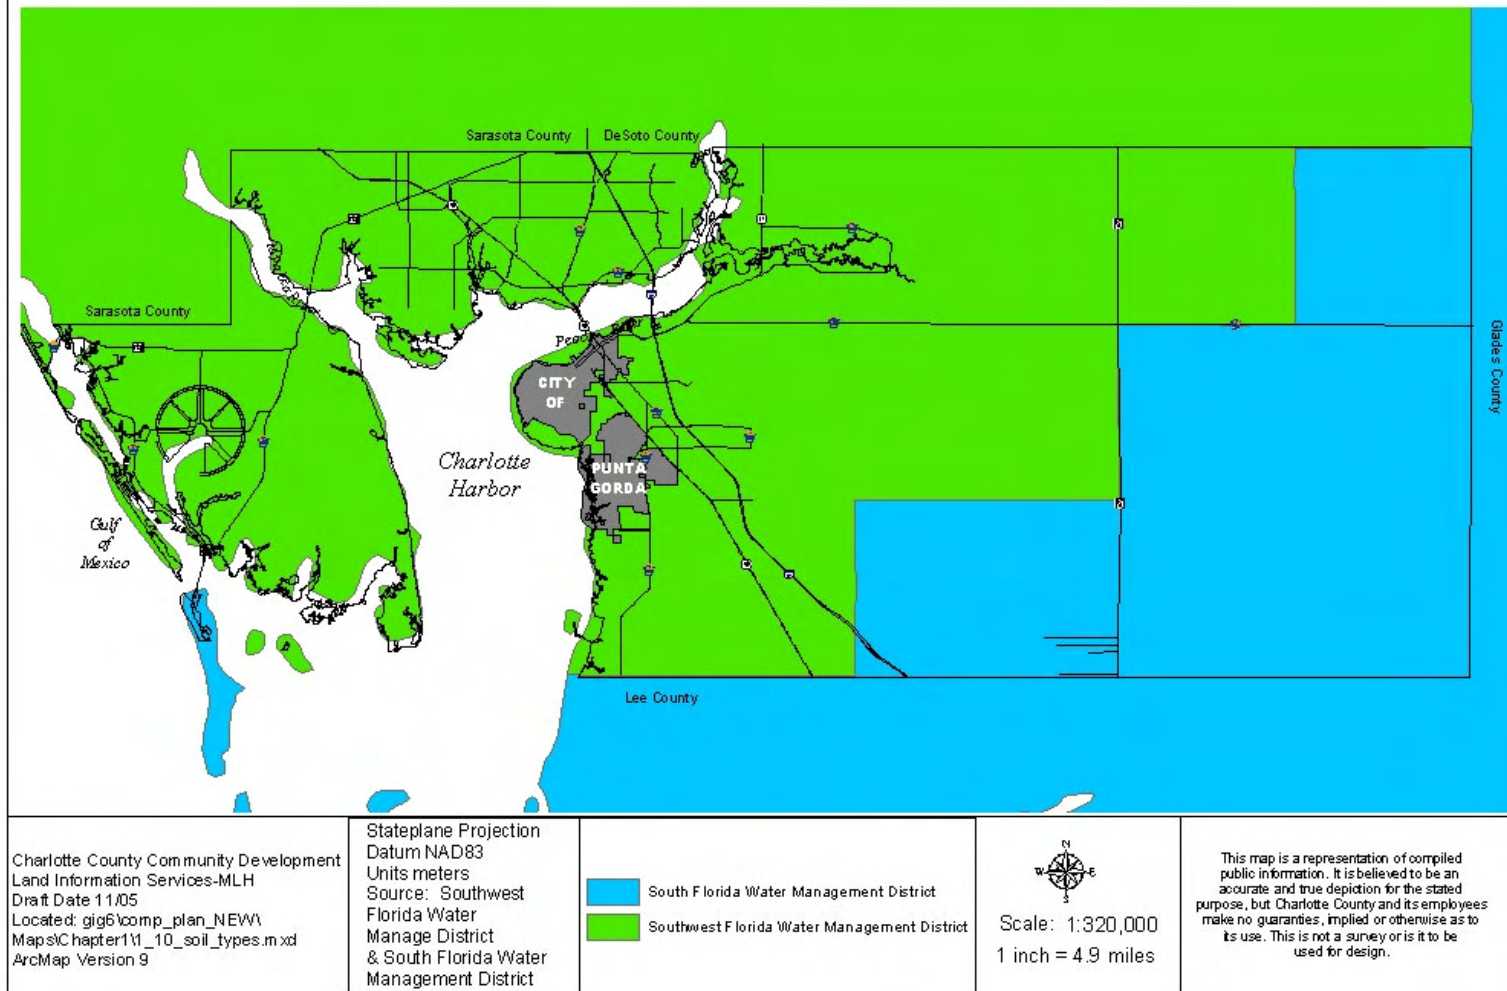 Sarasota County
DeSoto County
Sarasota County
Glades County
CITY
OF
Charlotte
Harbor
PUNTA
GORDA
Gulf
of
Mexico
Lee County
Charlotte County Community Development
Land Information Services-MLH
Draft Date 11/05
Located: gig6\comp_plan_NEW\
Maps\Chapter1\1_10_soil_types.mxd
ArcMap Version 9
Stateplane Projection
Datum NAD83
Units meters
Source: Southwest
Florida Water
Manage District
& South Florida Water
Management District
South Florida Water Management District
Southwest Florida Water Management District
N
W
E
S
Scale: 1:320,000
1 inch = 4.9 miles
This map is a representation of compiled
public information. It is believed to be an
accurate and true depiction for the stated
purpose, but Charlotte County and its employees
make no guaranties, implied or otherwise as to
its use. This is not a survey or is it to be
used for design.